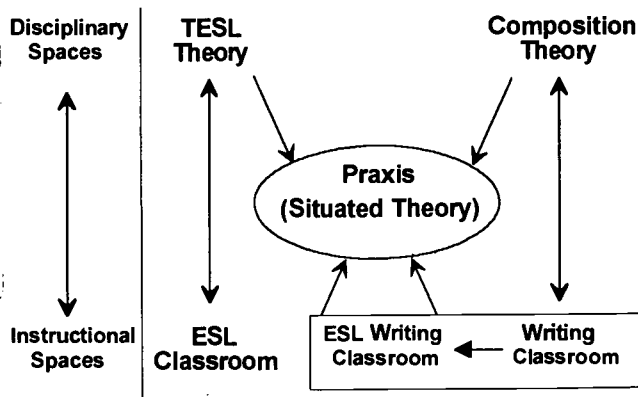 Disciplinary
Spaces
TESL
Theory
Composition
Theory
Praxis
(Situated Theory)
Instructional
Spaces
ESL
Classroom
ESL Writing
Classroom
Writing
Classroom